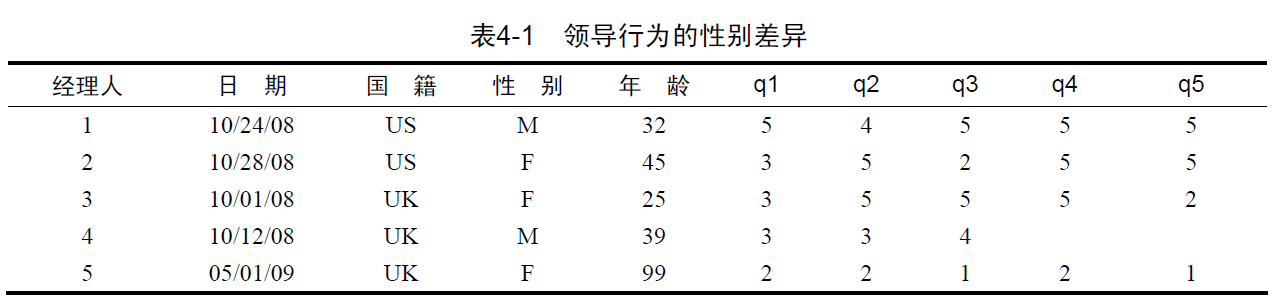 表4-1 领导行为的性别差异
经理人 日 期 国 籍 性 别 年 龄 q1 q2 q3 q4 q5
1 10/24/08 US M 32 5 4 5 5 5
2 10/28/08 US F 45 3 5 2 5 5
3 10/01/08 UK F 25 3 5 5 5 2
4 10/12/08 UK M 39 3 3 4
5 05/01/09 UK F 99 2 2 1 2 1